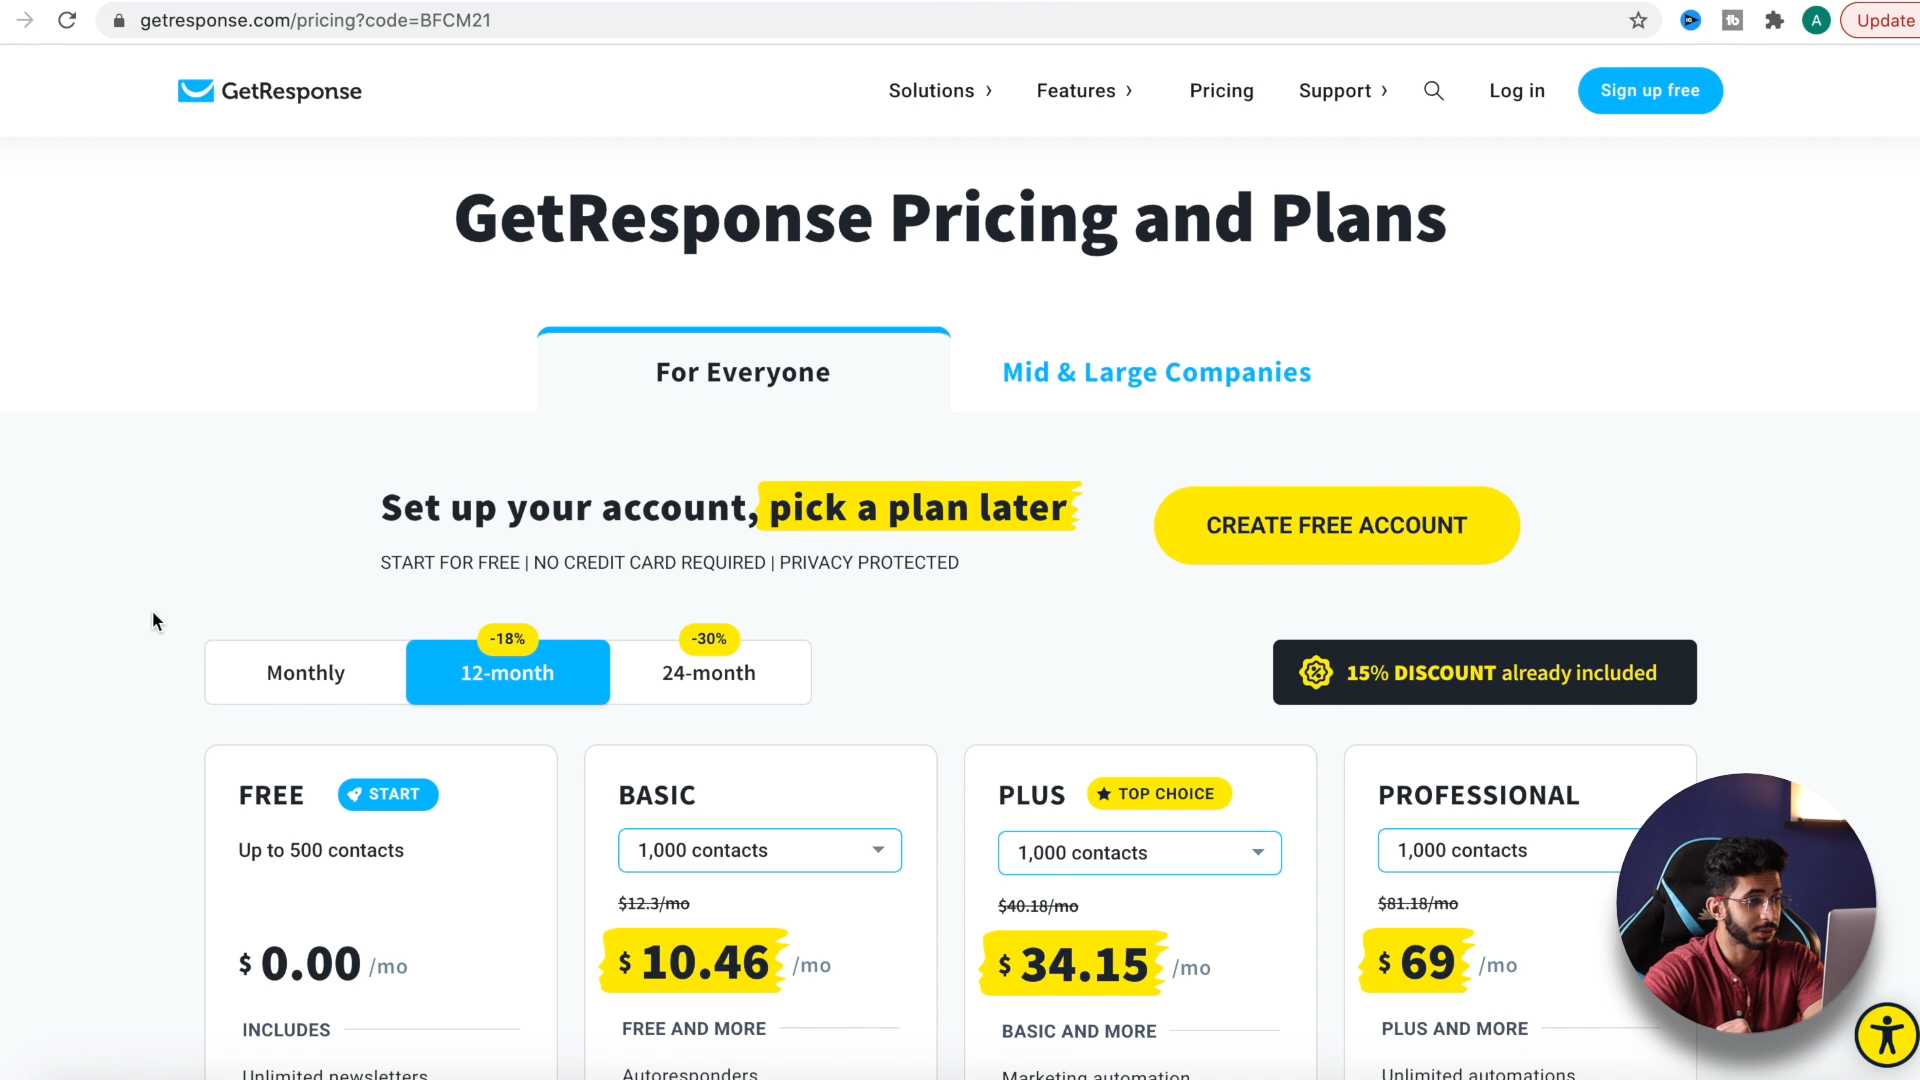 getresponse.com/pricing?code=BFCM21
A
Update
GetResponse
Solutions
Features
Pricing
Support
Log in
Sign up free
GetResponse Pricing and Plans
For Everyone
Mid & Large Companies
Set up your account, pick a plan later
START FOR FREE | NO CREDIT CARD REQUIRED | PRIVACY PROTECTED
CREATE FREE ACCOUNT
-18%
-30%
Monthly
12-month
24-month
15% DISCOUNT already included
FREE
START
Up to 500 contacts
$ 0.00 /mo
INCLUDES
Unlimited newsletters
BASIC
1,000 contacts
$12.3/mo
$ 10.46 /mo
FREE AND MORE
Autoresponders
PLUS
TOP CHOICE
1,000 contacts
$40.18/mo
$ 34.15 /mo
BASIC AND MORE
Marketing automation
PROFESSIONAL
1,000 contacts
$81.18/mo
$ 69 /mo
PLUS AND MORE
Unlimited automations